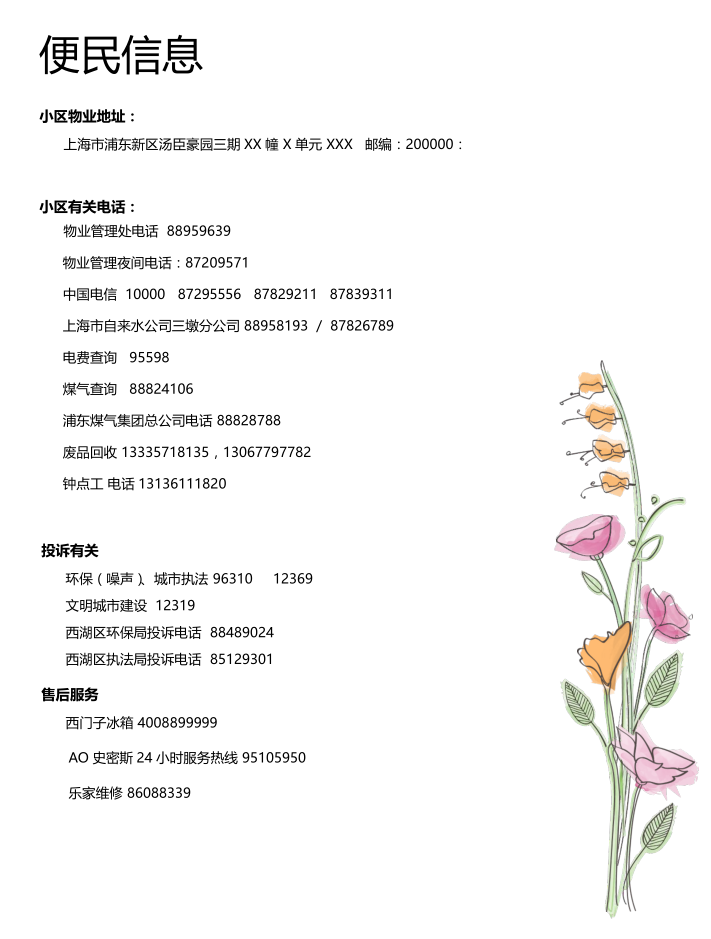 便民信息
小区物业地址：
上海市浦东新区汤臣豪园三期 XX 幢 X 单元 XXX 邮编：200000：
小区有关电话：
物业管理处电话 88959639
物业管理夜间电话：87209571
中国电信 10000 87295556 87829211 87839311
上海市自来水公司三墩分公司 88958193 / 87826789
电费查询 95598
煤气查询 88824106
浦东煤气集团总公司电话 88828788
废品回收 13335718135，13067797782
钟点工 电话 13136111820
投诉有关
环保（噪声）、城市执法 96310 12369
文明城市建设 12319
西湖区环保局投诉电话 88489024
西湖区执法局投诉电话 85129301
售后服务
西门子冰箱 4008899999
AO 史密斯 24 小时服务热线 95105950
乐家维修 86088339